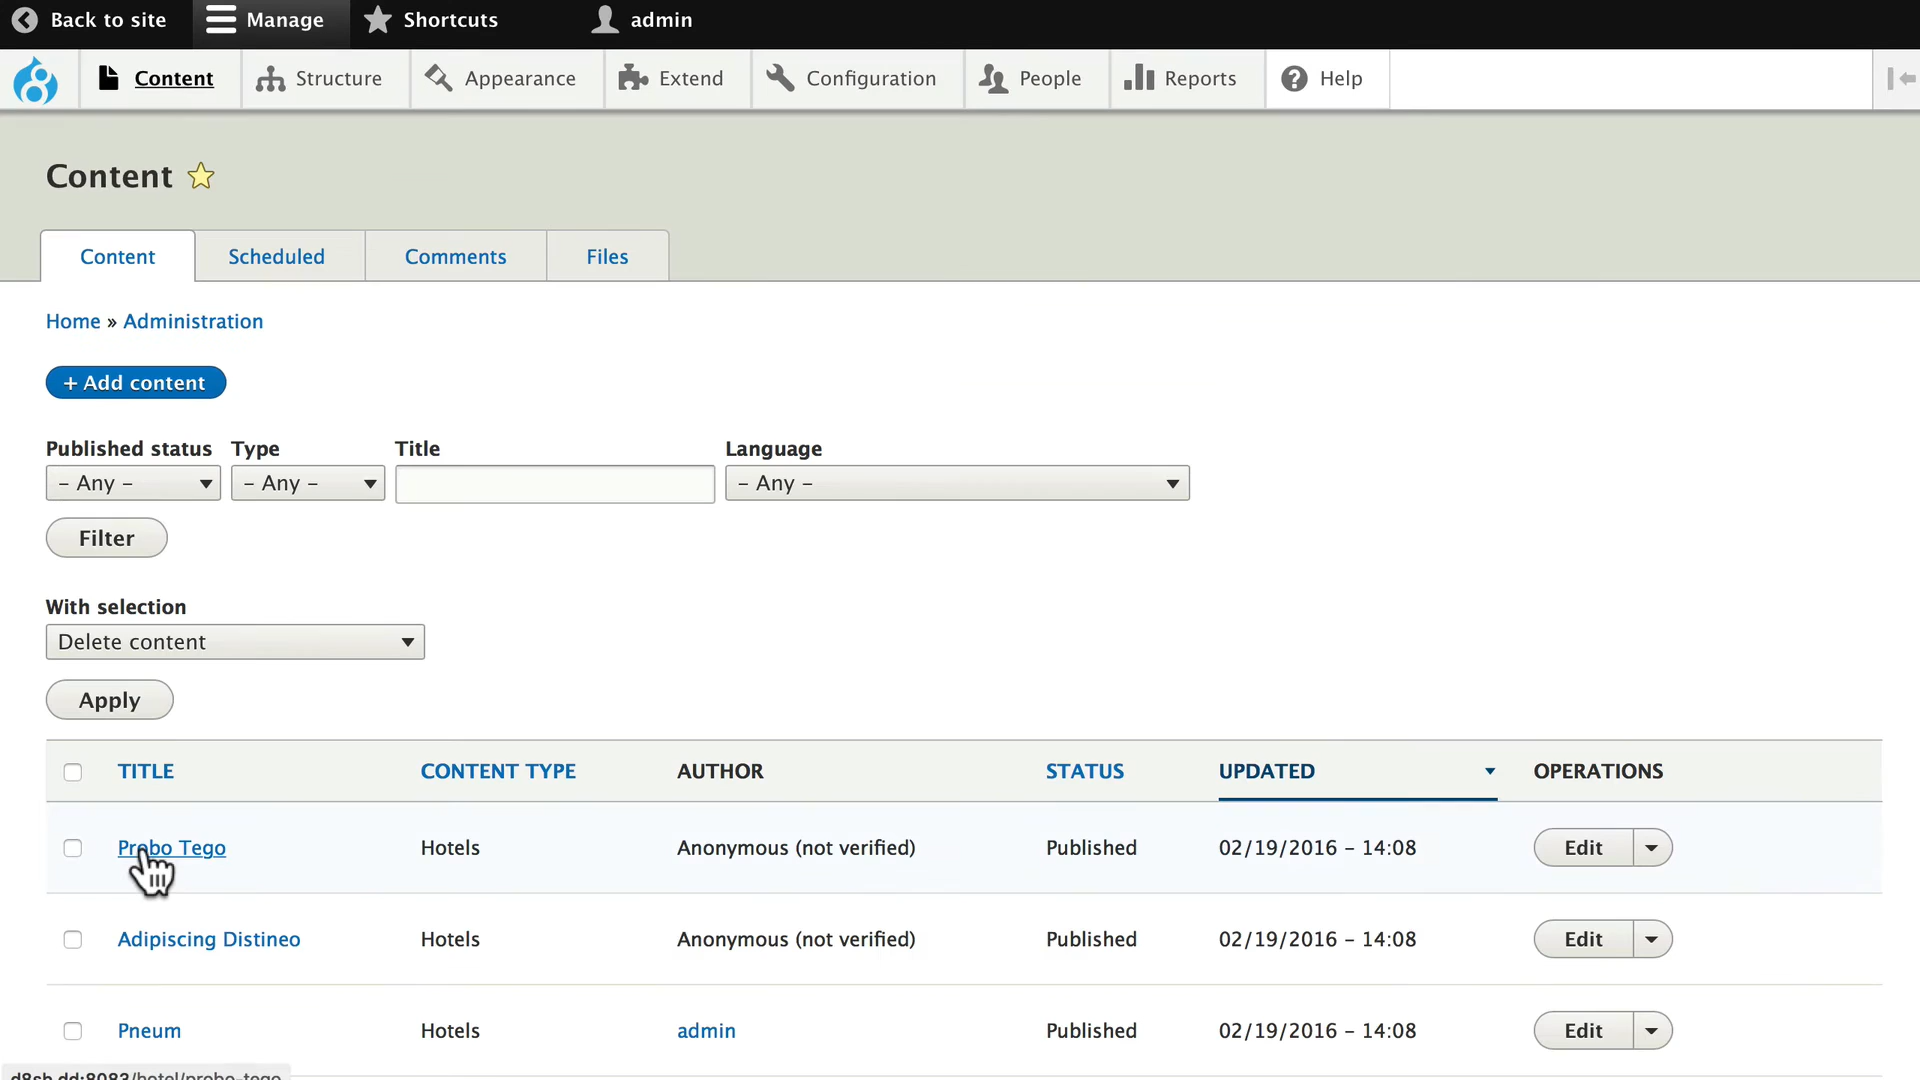 Back to site Manage Shortcuts admin
Content Structure Appearance Extend Configuration People Reports Help
Content
Content Scheduled Comments Files
Home » Administration
+ Add content
Published status Type Title Language
- Any - - Any - - Any -
Filter
With selection
Delete content
Apply
TITLE CONTENT TYPE AUTHOR STATUS UPDATED OPERATIONS
Probo Tego Hotels Anonymous (not verified) Published 02/19/2016 - 14:08 Edit
Adipiscing Distineo Hotels Anonymous (not verified) Published 02/19/2016 - 14:08 Edit
Pneum Hotels admin Published 02/19/2016 - 14:08 Edit
d8sb.dd:8083/hotel/probo-tego